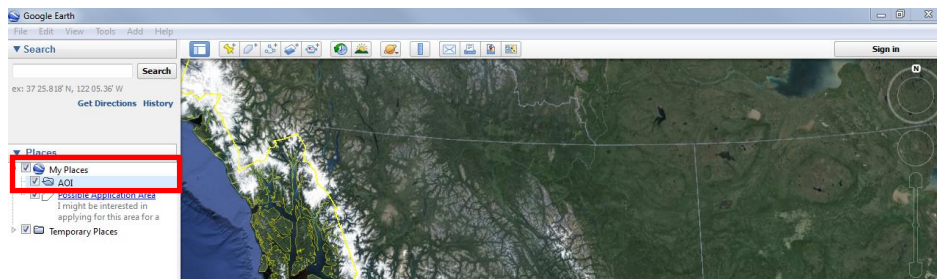 Google Earth
File Edit View Tools Add Help
▼ Search
Sign in
Search
ex: 37 25.818' N, 122 05.36' W
Get Directions History
N
▼ Places
My Places
AOI
Possible Application Area
I might be interested in
applying for this area for a
Temporary Places